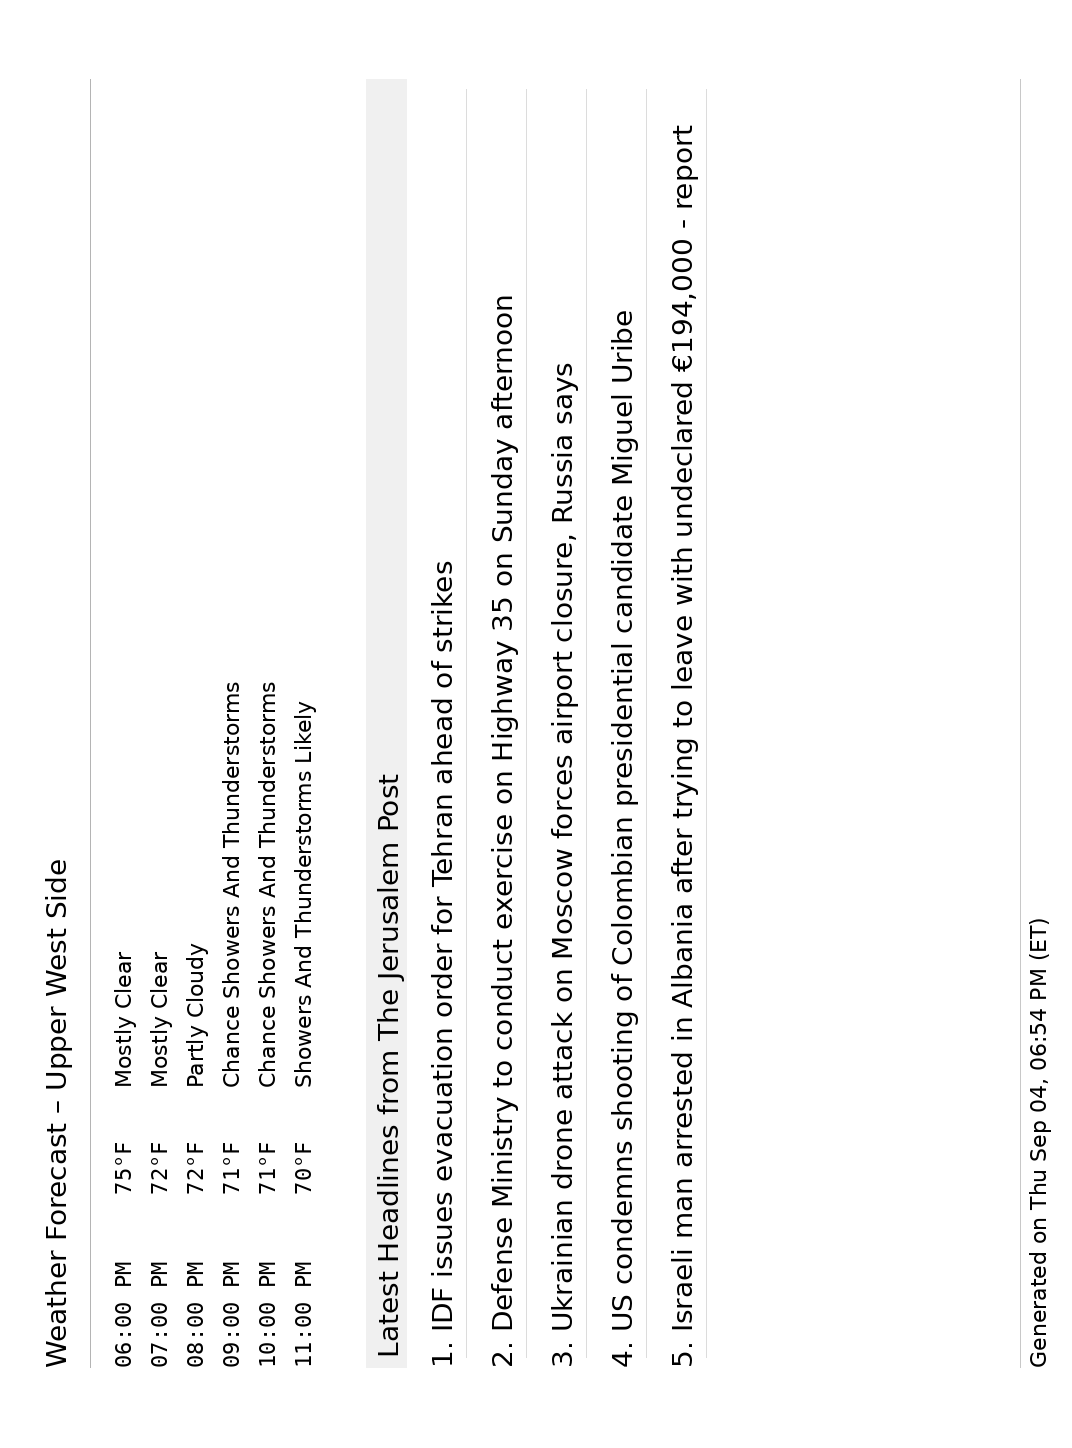 Weather Forecast – Upper West Side
06:00 PM 75°F Mostly Clear
07:00 PM 72°F Mostly Clear
08:00 PM 72°F Partly Cloudy
09:00 PM 71°F Chance Showers And Thunderstorms
10:00 PM 71°F Chance Showers And Thunderstorms
11:00 PM 70°F Showers And Thunderstorms Likely
Latest Headlines from The Jerusalem Post
1. IDF issues evacuation order for Tehran ahead of strikes
2. Defense Ministry to conduct exercise on Highway 35 on Sunday afternoon
3. Ukrainian drone attack on Moscow forces airport closure, Russia says
4. US condemns shooting of Colombian presidential candidate Miguel Uribe
5. Israeli man arrested in Albania after trying to leave with undeclared €194,000 - report
Generated on Thu Sep 04, 06:54 PM (ET)